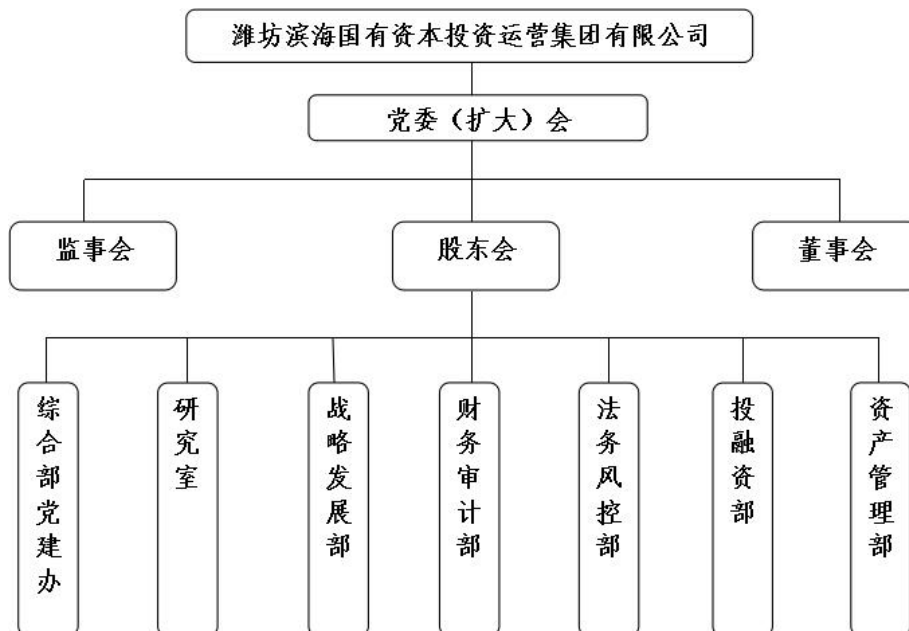 潍坊滨海国有资本投资运营集团有限公司
党委（扩大）会
监事会
股东会
董事会
综合部党建办
研究室
战略发展部
财务审计部
法务风控部
投融资部
资产管理部